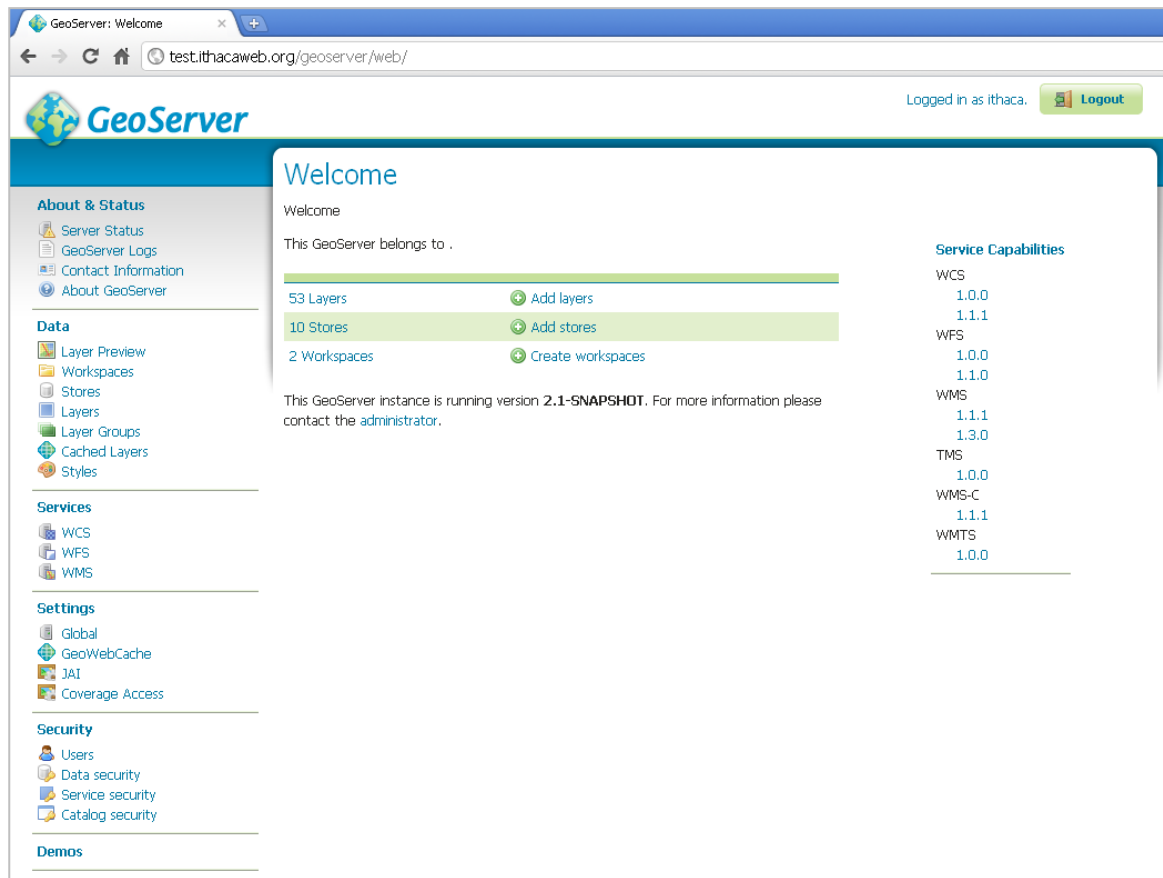 GeoServer: Welcome
test.ithacaweb.org/geoserver/web/
GeoServer
Logged in as ithaca.
Logout
About & Status
Server Status
GeoServer Logs
Contact Information
About GeoServer
Data
Layer Preview
Workspaces
Stores
Layers
Layer Groups
Cached Layers
Styles
Services
WCS
WFS
WMS
Settings
Global
GeoWebCache
JAI
Coverage Access
Security
Users
Data security
Service security
Catalog security
Demos
Welcome
Welcome
This GeoServer belongs to .
53 Layers Add layers
10 Stores Add stores
2 Workspaces Create workspaces
This GeoServer instance is running version 2.1-SNAPSHOT. For more information please
contact the administrator.
Service Capabilities
WCS
1.0.0
1.1.1
WFS
1.0.0
1.1.0
WMS
1.1.1
1.3.0
TMS
1.0.0
WMS-C
1.1.1
WMTS
1.0.0